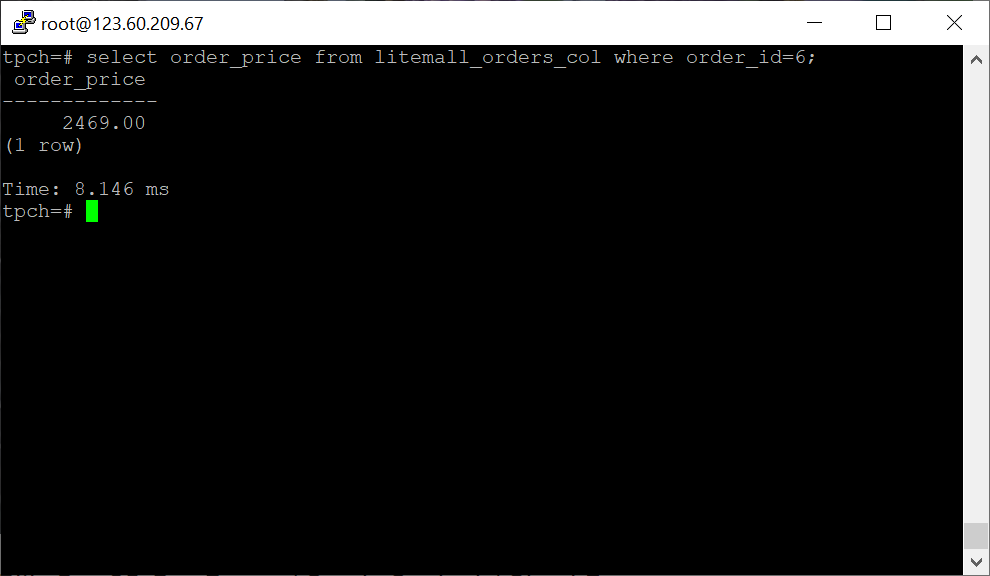 root@123.60.209.67
tpch=# select order_price from litemall_orders_col where order_id=6;
 order_price
-------------
     2469.00
(1 row)

Time: 8.146 ms
tpch=#